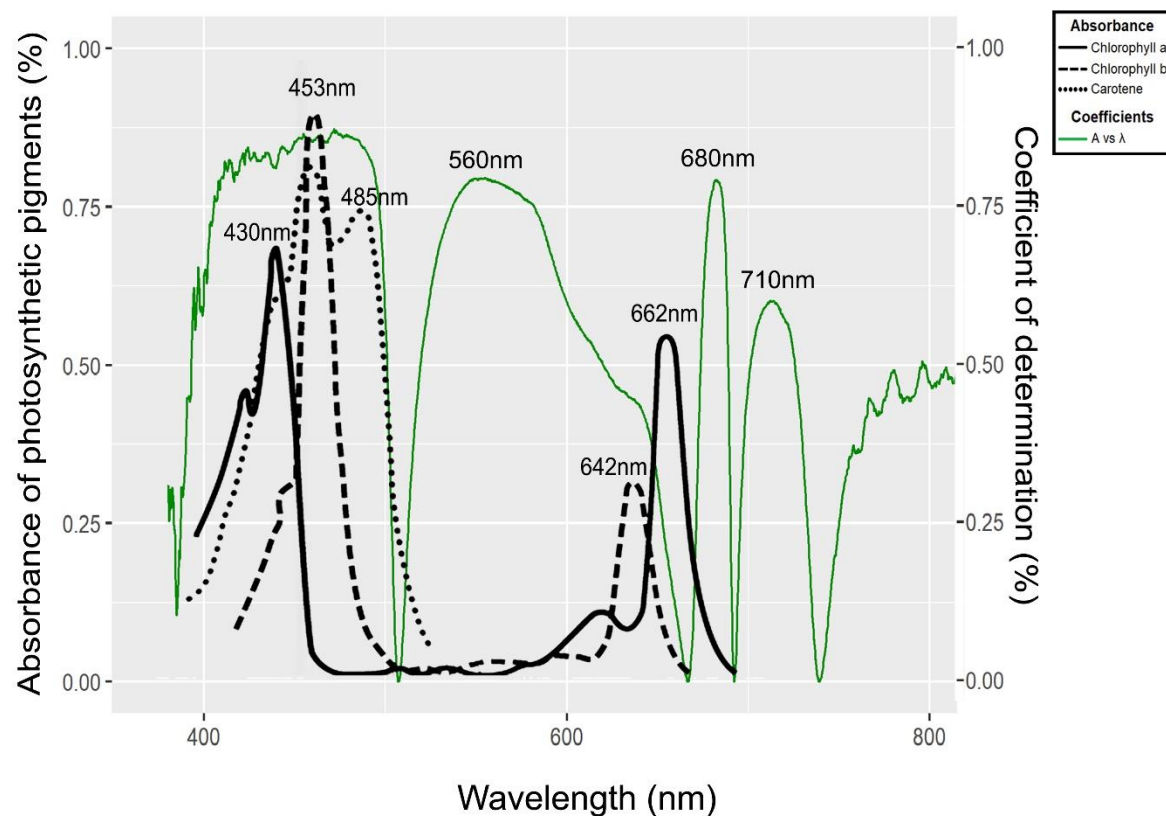 Absorbance of photosynthetic pigments (%)
1.00
0.75
0.50
0.25
0.00
430nm
453nm
485nm
560nm
642nm
662nm
680nm
710nm
1.00
0.75
0.50
0.25
0.00
Coefficient of determination (%)
400
600
800
Wavelength (nm)
Absorbance
Chlorophyll a
Chlorophyll b
Carotene
Coefficients
A vs λ